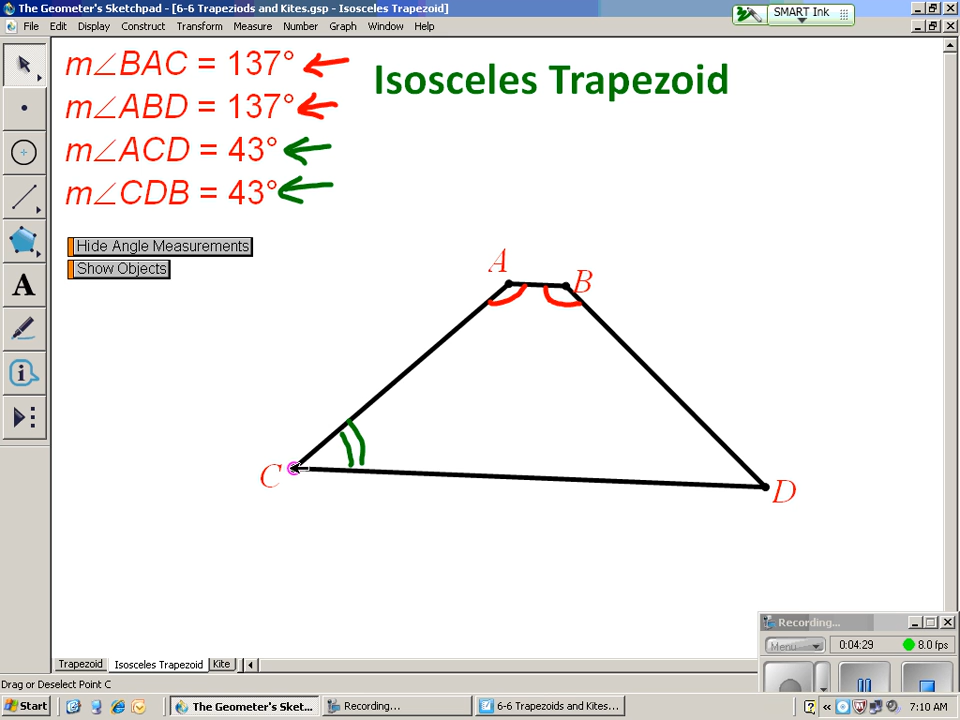 The Geometer's Sketchpad - [6-6 Trapeziods and Kites.gsp - Isosceles Trapezoid]
SMART Ink
File Edit Display Construct Transform Measure Number Graph Window Help
m∠BAC = 137°
m∠ABD = 137°
m∠ACD = 43°
m∠CDB = 43°
Isosceles Trapezoid
Hide Angle Measurements
Show Objects
A
B
C
D
A
Recording...
Menu
0:04:29
8.0 fps
Trapezoid Isosceles Trapezoid Kite
Drag or Deselect Point C
Start
The Geometer's Sket...
Recording...
6-6 Trapezoids and Kites...
7:10 AM